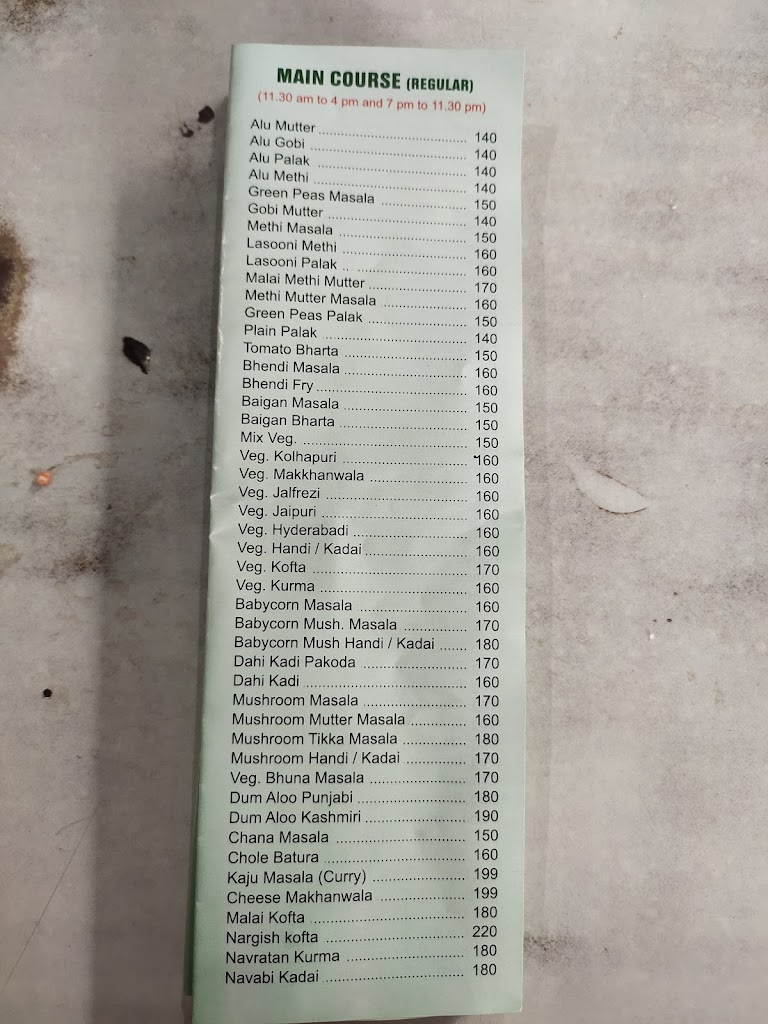 MAIN COURSE (REGULAR)
(11.30 am to 4 pm and 7 pm to 11.30 pm)
Alu Mutter ........ 140
Alu Gobi ........ 140
Alu Palak ........ 140
Alu Methi ........ 140
Green Peas Masala ........ 150
Gobi Mutter ........ 140
Methi Masala ........ 150
Lasooni Methi ........ 160
Lasooni Palak ........ 160
Malai Methi Mutter ........ 170
Methi Mutter Masala ........ 160
Green Peas Palak ........ 150
Plain Palak ........ 140
Tomato Bharta ........ 150
Bhendi Masala ........ 160
Bhendi Fry ........ 160
Baigan Masala ........ 150
Baigan Bharta ........ 150
Mix Veg. ........ 150
Veg. Kolhapuri ........ 160
Veg. Makkhanwala ........ 160
Veg. Jalfrezi ........ 160
Veg. Jaipuri ........ 160
Veg. Hyderabadi ........ 160
Veg. Handi / Kadai ........ 160
Veg. Kofta ........ 170
Veg. Kurma ........ 160
Babycorn Masala ........ 160
Babycorn Mush. Masala ........ 170
Babycorn Mush Handi / Kadai ........ 180
Dahi Kadi Pakoda ........ 170
Dahi Kadi ........ 160
Mushroom Masala ........ 170
Mushroom Mutter Masala ........ 160
Mushroom Tikka Masala ........ 180
Mushroom Handi / Kadai ........ 170
Veg. Bhuna Masala ........ 170
Dum Aloo Punjabi ........ 180
Dum Aloo Kashmiri ........ 190
Chana Masala ........ 150
Chole Batura ........ 160
Kaju Masala (Curry) ........ 199
Cheese Makhanwala ........ 199
Malai Kofta ........ 180
Nargish kofta ........ 220
Navratan Kurma ........ 180
Navabi Kadai ........ 180